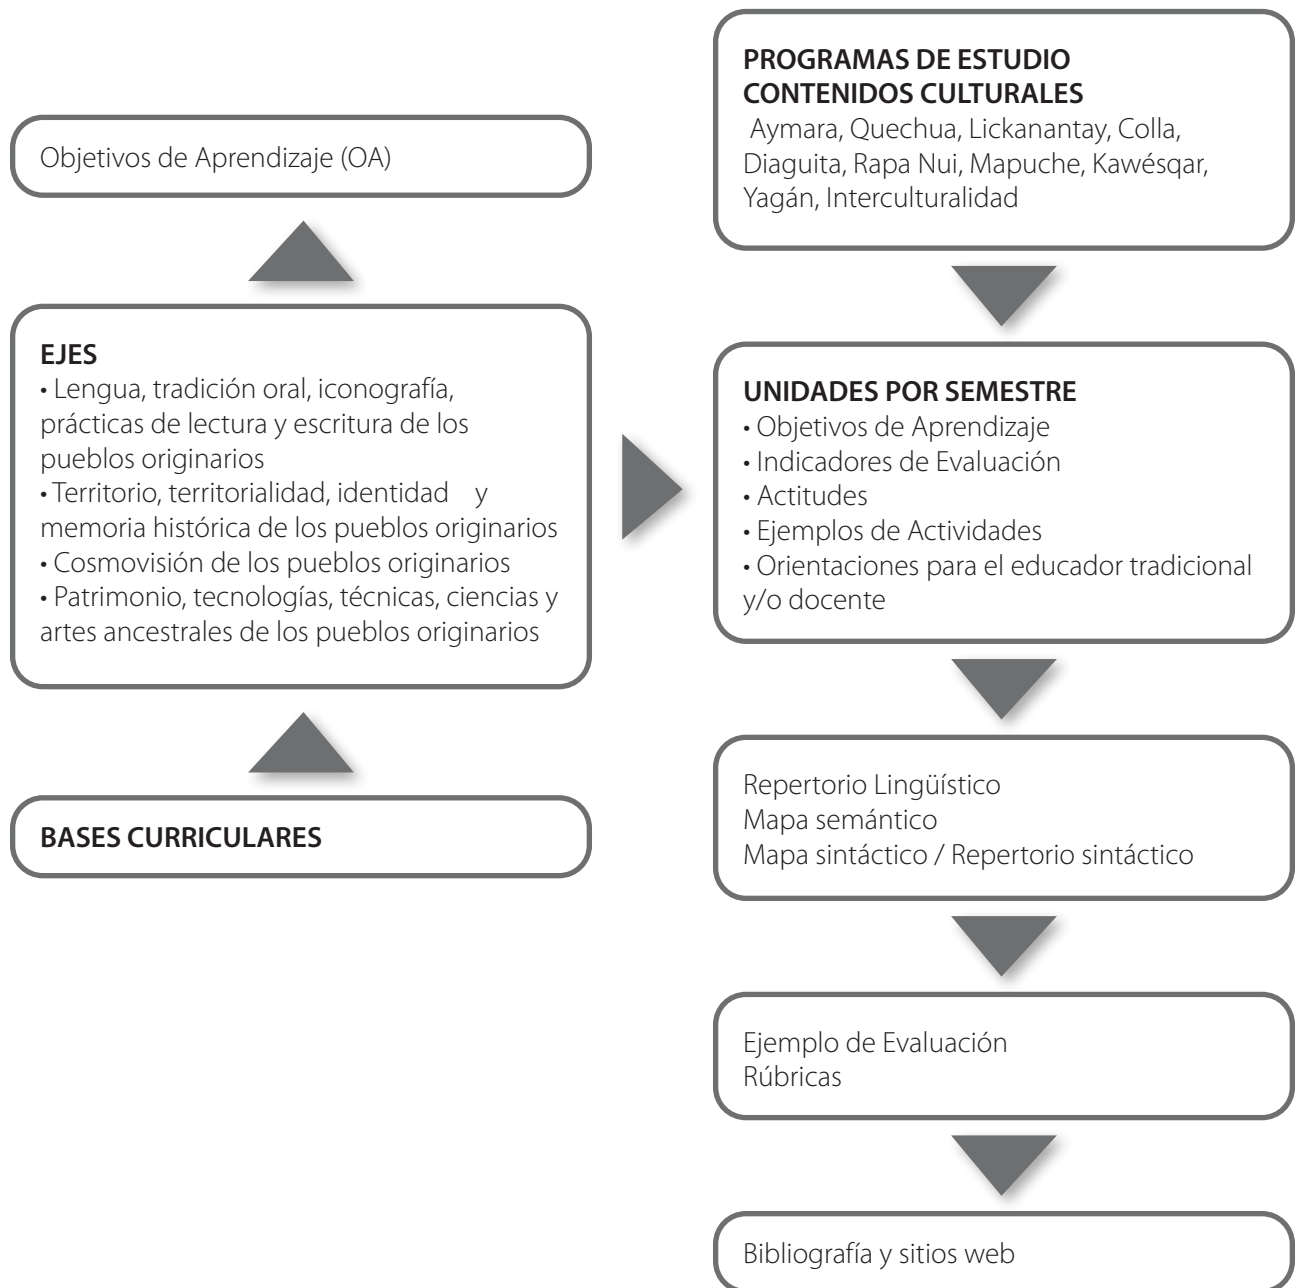 Objetivos de Aprendizaje (OA)
EJES
• Lengua, tradición oral, iconografía,
prácticas de lectura y escritura de los
pueblos originarios
• Territorio, territorialidad, identidad y
memoria histórica de los pueblos originarios
• Cosmovisión de los pueblos originarios
• Patrimonio, tecnologías, técnicas, ciencias y
artes ancestrales de los pueblos originarios
BASES CURRICULARES
PROGRAMAS DE ESTUDIO
CONTENIDOS CULTURALES
Aymara, Quechua, Lickanantay, Colla,
Diaguita, Rapa Nui, Mapuche, Kawésqar,
Yagán, Interculturalidad
UNIDADES POR SEMESTRE
• Objetivos de Aprendizaje
• Indicadores de Evaluación
• Actitudes
• Ejemplos de Actividades
• Orientaciones para el educador tradicional
y/o docente
Repertorio Lingüístico
Mapa semántico
Mapa sintáctico / Repertorio sintáctico
Ejemplo de Evaluación
Rúbricas
Bibliografía y sitios web